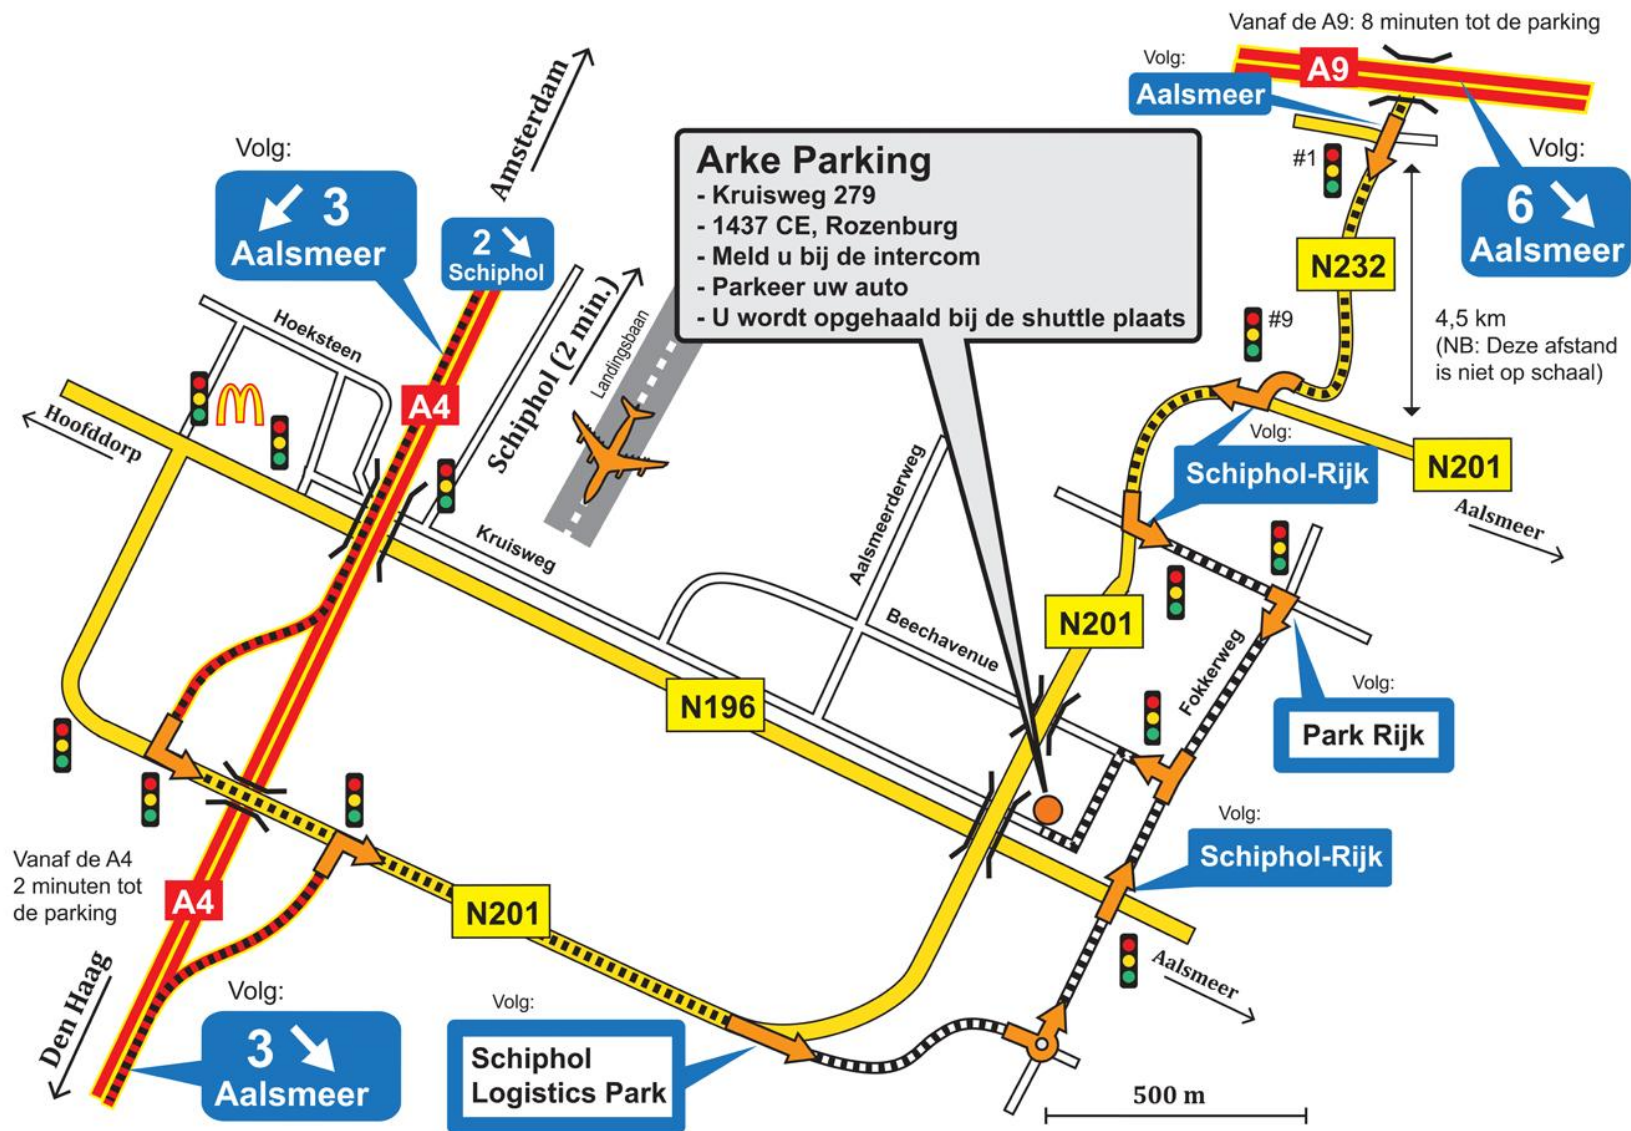 Vanaf de A9: 8 minuten tot de parking
Volg:
Aalsmeer
A9
Volg:
6
Aalsmeer
#1
N232
4,5 km
(NB: Deze afstand
is niet op schaal)
#9
Volg:
Schiphol-Rijk
N201
Aalsmeer
Amsterdam
Volg:
3
Aalsmeer
2
Schiphol
Schiphol (2 min.)
Landingsbaan
Arke Parking
- Kruisweg 279
- 1437 CE, Rozenburg
- Meld u bij de intercom
- Parkeer uw auto
- U wordt opgehaald bij de shuttle plaats
Hoeksteen
A4
Hoofddorp
Kruisweg
Aalsmeerderweg
Beechavenue
N201
Fokkerweg
N196
Volg:
Park Rijk
Volg:
Schiphol-Rijk
Vanaf de A4
2 minuten tot
de parking
A4
N201
Aalsmeer
Den Haag
Volg:
3
Aalsmeer
Volg:
Schiphol
Logistics Park
500 m